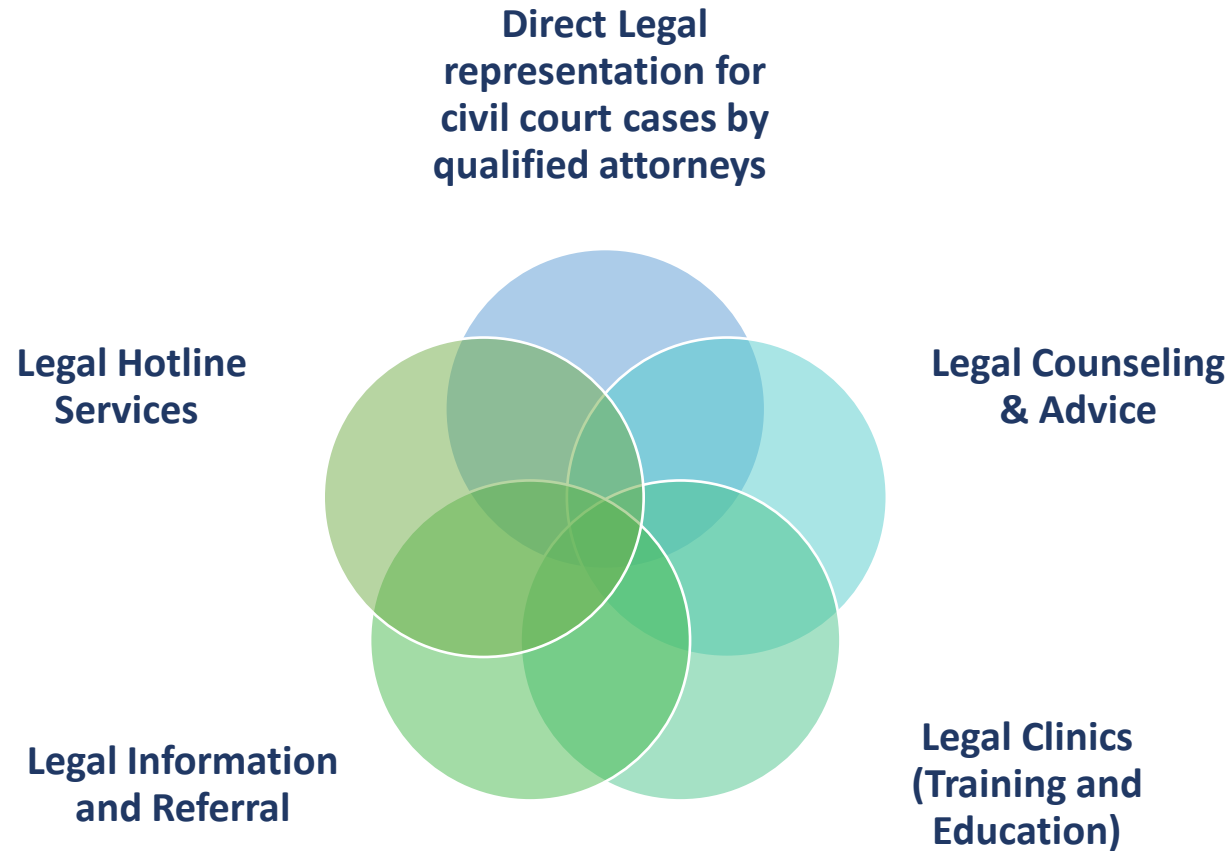 Direct Legal
representation for
civil court cases by
qualified attorneys
Legal Hotline
Services
Legal Counseling
& Advice
Legal Information
and Referral
Legal Clinics
(Training and
Education)